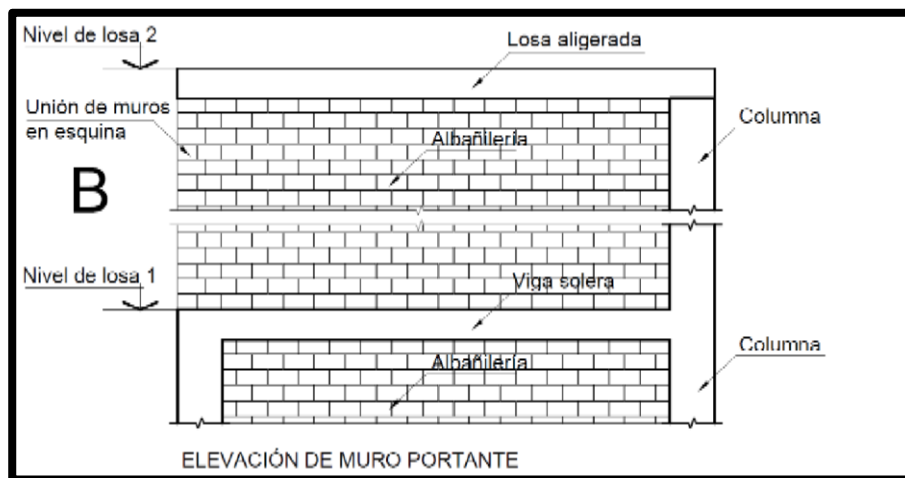 Nivel de losa 2
Losa aligerada
Unión de muros
en esquina
Columna
Albañilería
B
Nivel de losa 1
Viga solera
Columna
Albañilería
ELEVACIÓN DE MURO PORTANTE